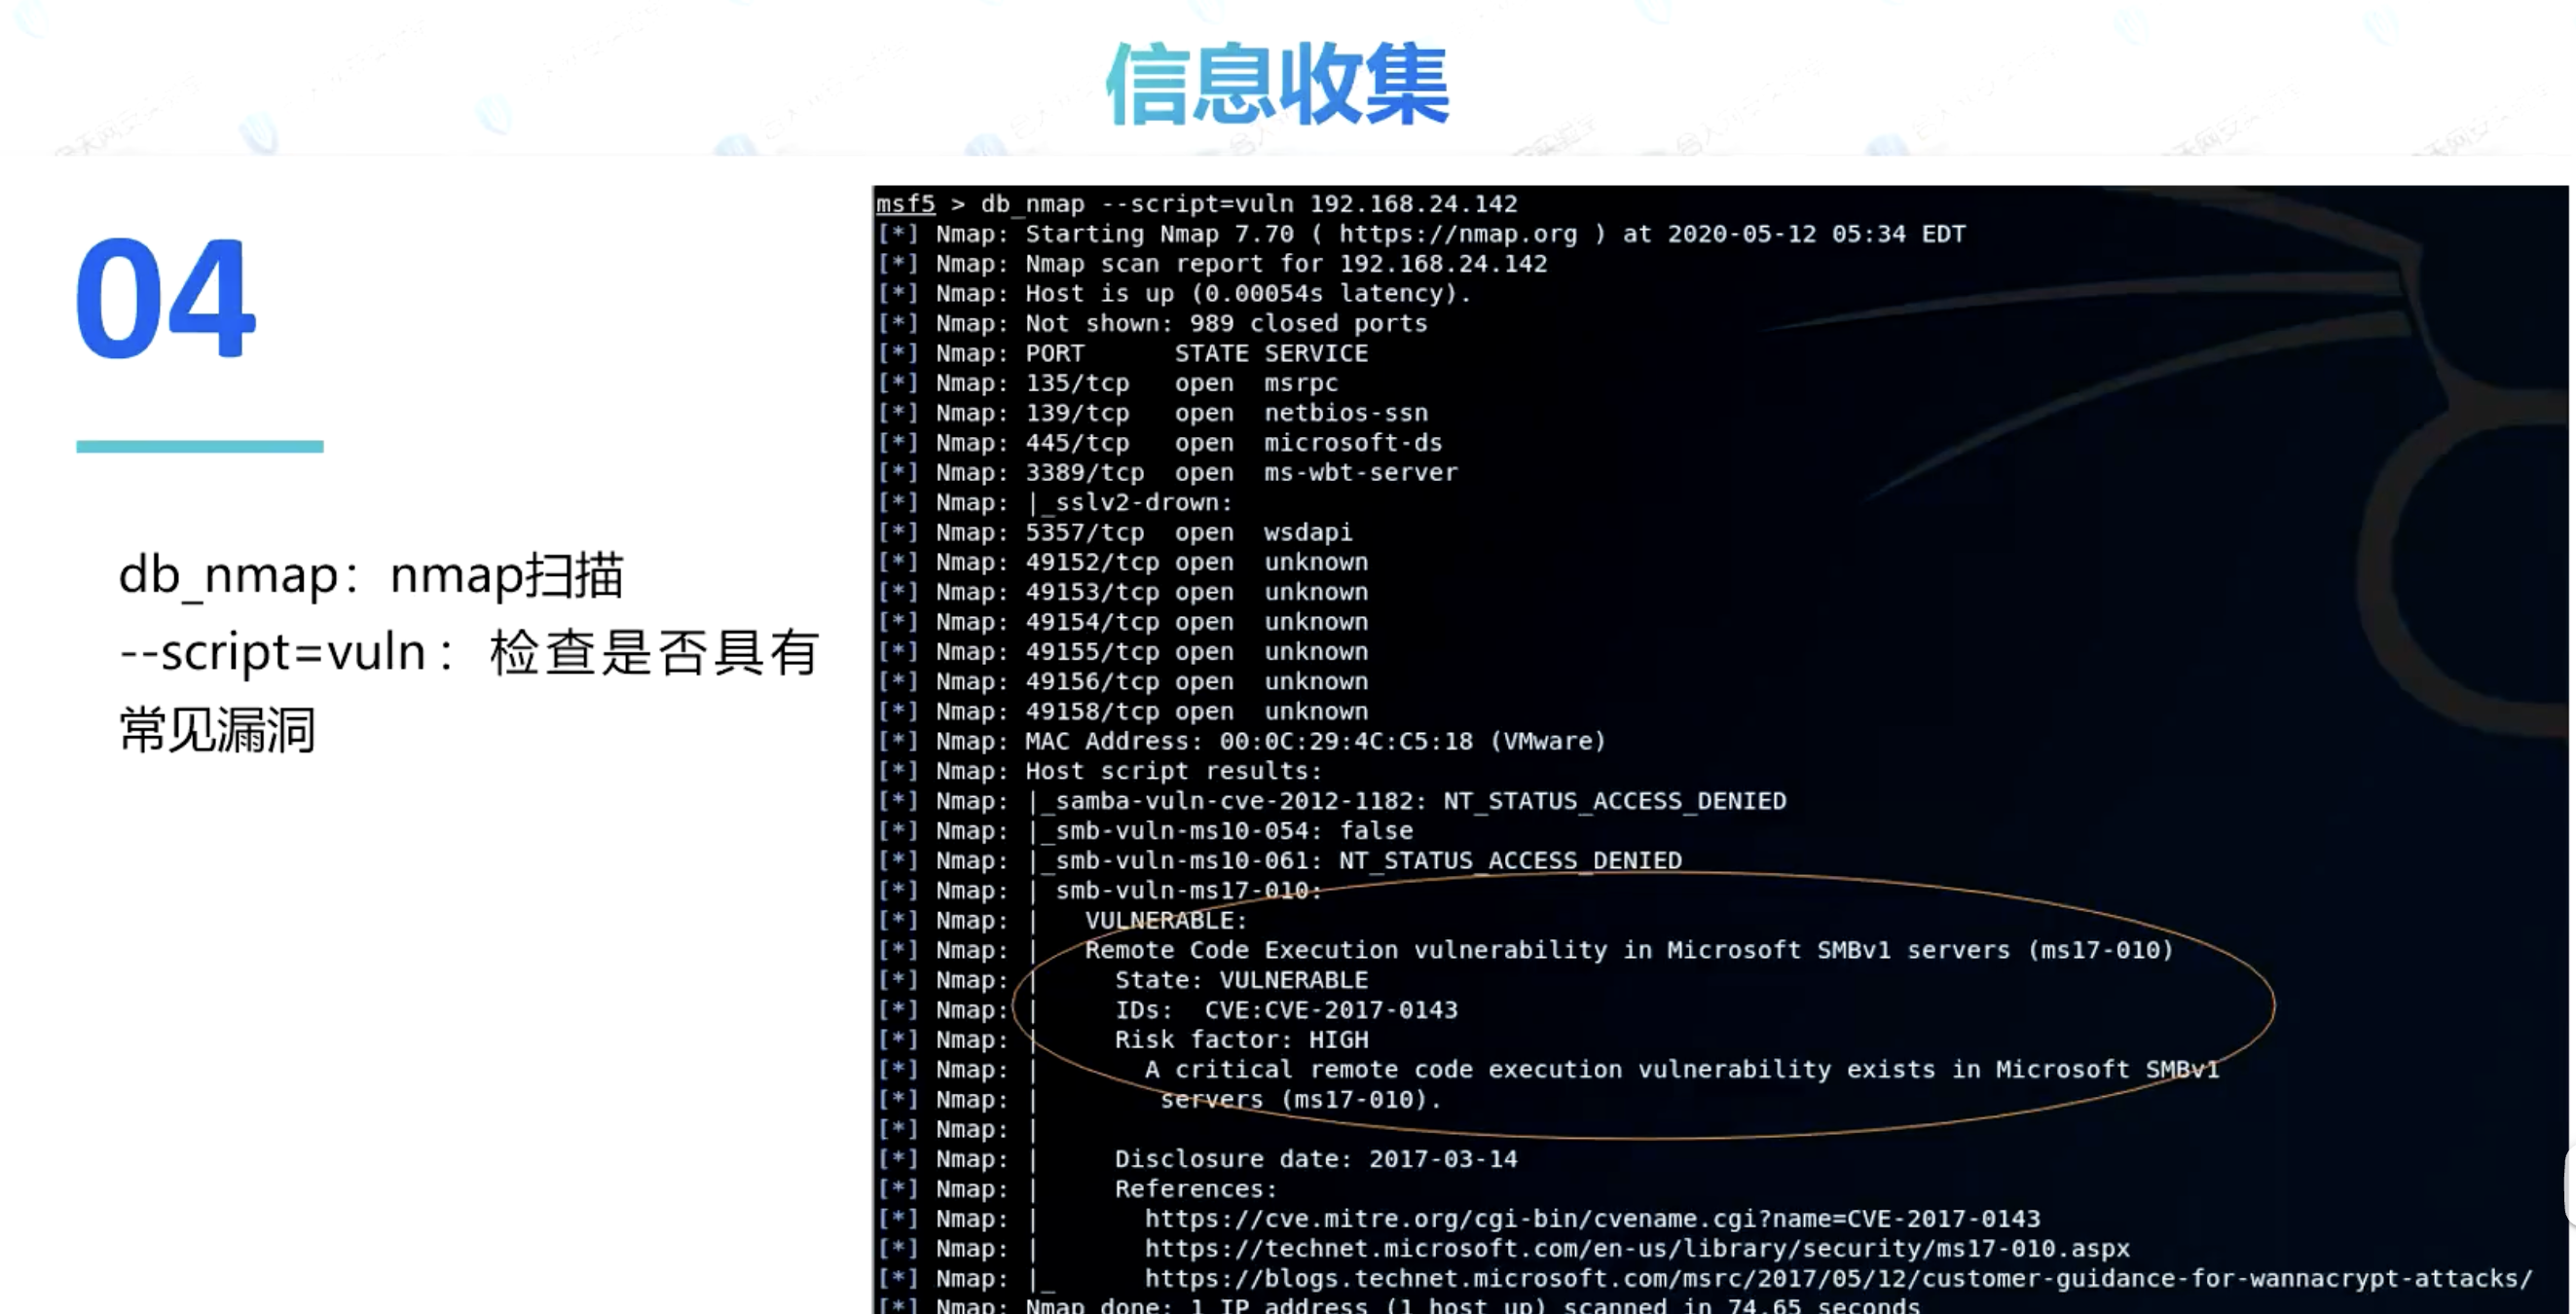 信息收集
04
db_nmap：nmap扫描
--script=vuln：检查是否具有
常见漏洞
msf5 > db_nmap --script=vuln 192.168.24.142
[*] Nmap: Starting Nmap 7.70 ( https://nmap.org ) at 2020-05-12 05:34 EDT
[*] Nmap: Nmap scan report for 192.168.24.142
[*] Nmap: Host is up (0.00054s latency).
[*] Nmap: Not shown: 989 closed ports
[*] Nmap: PORT      STATE SERVICE
[*] Nmap: 135/tcp   open  msrpc
[*] Nmap: 139/tcp   open  netbios-ssn
[*] Nmap: 445/tcp   open  microsoft-ds
[*] Nmap: 3389/tcp  open  ms-wbt-server
[*] Nmap: |_sslv2-drown:
[*] Nmap: 5357/tcp  open  wsdapi
[*] Nmap: 49152/tcp open  unknown
[*] Nmap: 49153/tcp open  unknown
[*] Nmap: 49154/tcp open  unknown
[*] Nmap: 49155/tcp open  unknown
[*] Nmap: 49156/tcp open  unknown
[*] Nmap: 49158/tcp open  unknown
[*] Nmap: MAC Address: 00:0C:29:4C:C5:18 (VMware)
[*] Nmap: Host script results:
[*] Nmap: |_samba-vuln-cve-2012-1182: NT_STATUS_ACCESS_DENIED
[*] Nmap: |_smb-vuln-ms10-054: false
[*] Nmap: |_smb-vuln-ms10-061: NT_STATUS_ACCESS_DENIED
[*] Nmap: | smb-vuln-ms17-010:
[*] Nmap: |   VULNERABLE:
[*] Nmap: |   Remote Code Execution vulnerability in Microsoft SMBv1 servers (ms17-010)
[*] Nmap: |     State: VULNERABLE
[*] Nmap: |     IDs:  CVE:CVE-2017-0143
[*] Nmap: |     Risk factor: HIGH
[*] Nmap: |       A critical remote code execution vulnerability exists in Microsoft SMBv1
[*] Nmap: |        servers (ms17-010).
[*] Nmap: |
[*] Nmap: |     Disclosure date: 2017-03-14
[*] Nmap: |     References:
[*] Nmap: |       https://cve.mitre.org/cgi-bin/cvename.cgi?name=CVE-2017-0143
[*] Nmap: |       https://technet.microsoft.com/en-us/library/security/ms17-010.aspx
[*] Nmap: |_      https://blogs.technet.microsoft.com/msrc/2017/05/12/customer-guidance-for-wannacrypt-attacks/
[*] Nmap: Nmap done: 1 IP address (1 host up) scanned in 74.65 seconds